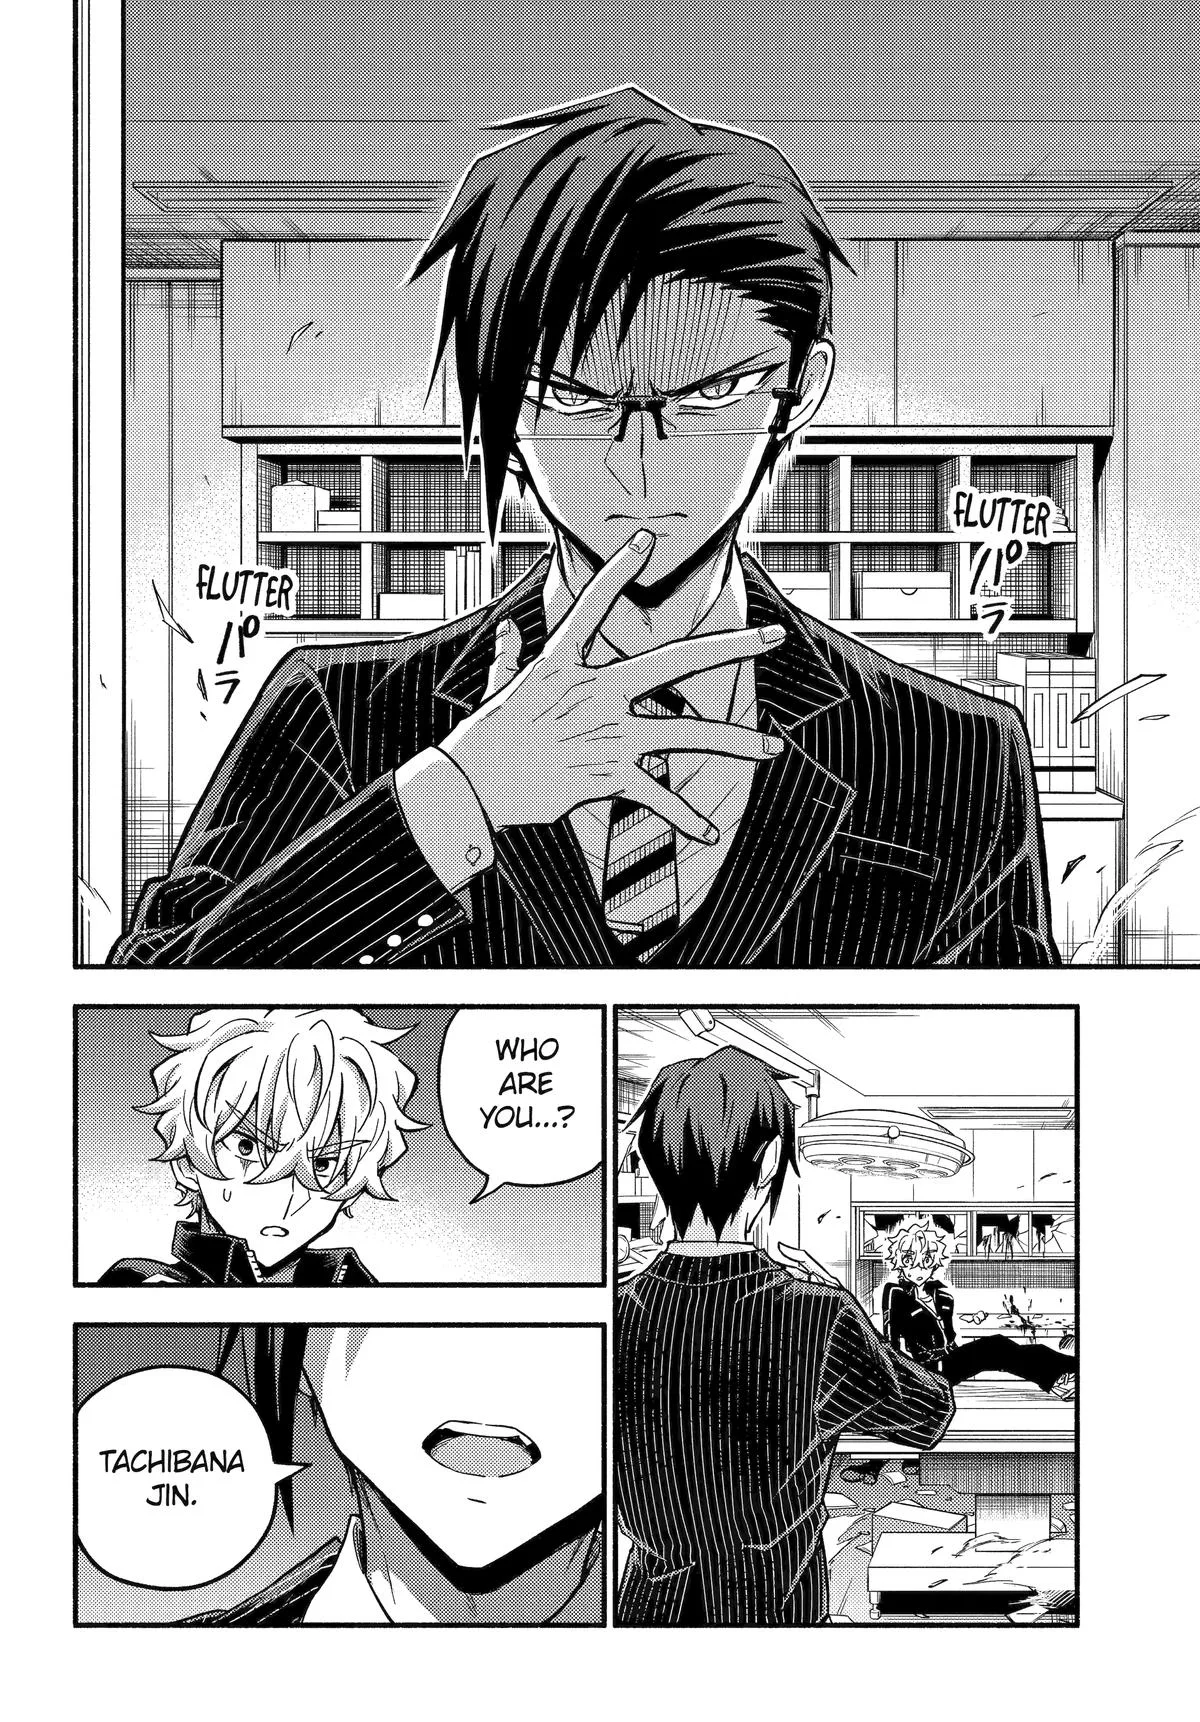 FLUTTER
パラ
FLUTTER
パラ
WHO
ARE
YOU...?
TACHIBANA
JIN.